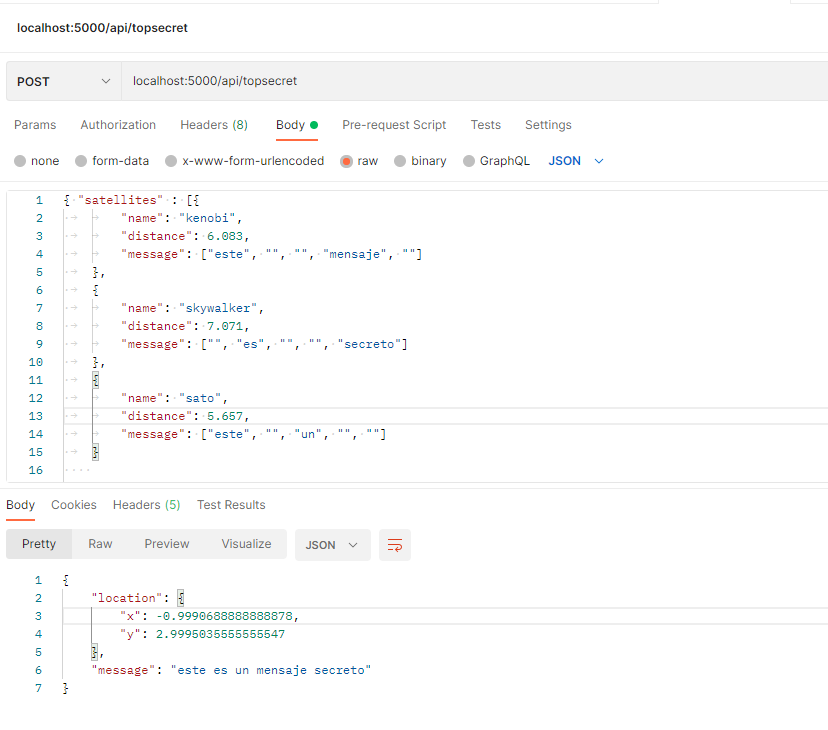 localhost:5000/api/topsecret
POST localhost:5000/api/topsecret
Params Authorization Headers (8) Body Pre-request Script Tests Settings
none form-data x-www-form-urlencoded raw binary GraphQL JSON
1 { "satellites" : [{
2 "name": "kenobi",
3 "distance": 6.083,
4 "message": ["este", "", "", "mensaje", ""]
5 },
6 {
7 "name": "skywalker",
8 "distance": 7.071,
9 "message": ["", "es", "", "", "secreto"]
10 },
11 {
12 "name": "sato",
13 "distance": 5.657,
14 "message": ["este", "", "un", "", ""]
15 }
16
Body Cookies Headers (5) Test Results
Pretty Raw Preview Visualize JSON
1 {
2 "location": {
3 "x": -0.9990688888888878,
4 "y": 2.9995035555555547
5 },
6 "message": "este es un mensaje secreto"
7 }